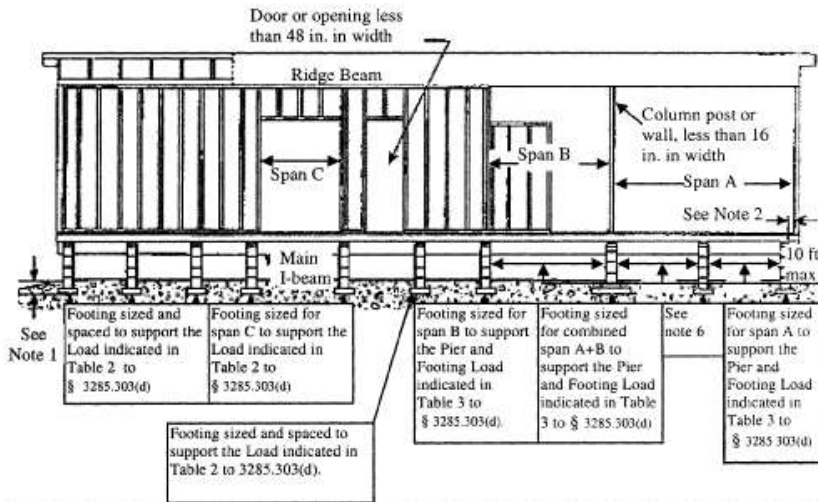 Door or opening less
than 48 in. in width
Ridge Beam
Column post or
wall, less than 16
in. in width
Span B
Span C
Span A
See Note 2
Main
I-beam
10 ft
max
See
Note 1
Footing sized and
spaced to support the
Load indicated in
Table 2 to
§ 3285.303(d)
Footing sized for
span C to support the
Load indicated in
Table 2 to
§ 3285.303(d)
Footing sized for
span B to support
the Pier and
Footing Load
indicated in
Table 3 to
§ 3285.303(d).
Footing sized
for combined
span A+B to
support the Pier
and Footing Load
indicated in Table
3 to § 3285.303(d)
See
note 6
Footing sized
for span A to
support the
Pier and
Footing Load
indicated in
Table 3 to
§ 3285 303(d)
Footing sized and spaced to
support the Load indicated in
Table 2 to 3285.303(d).